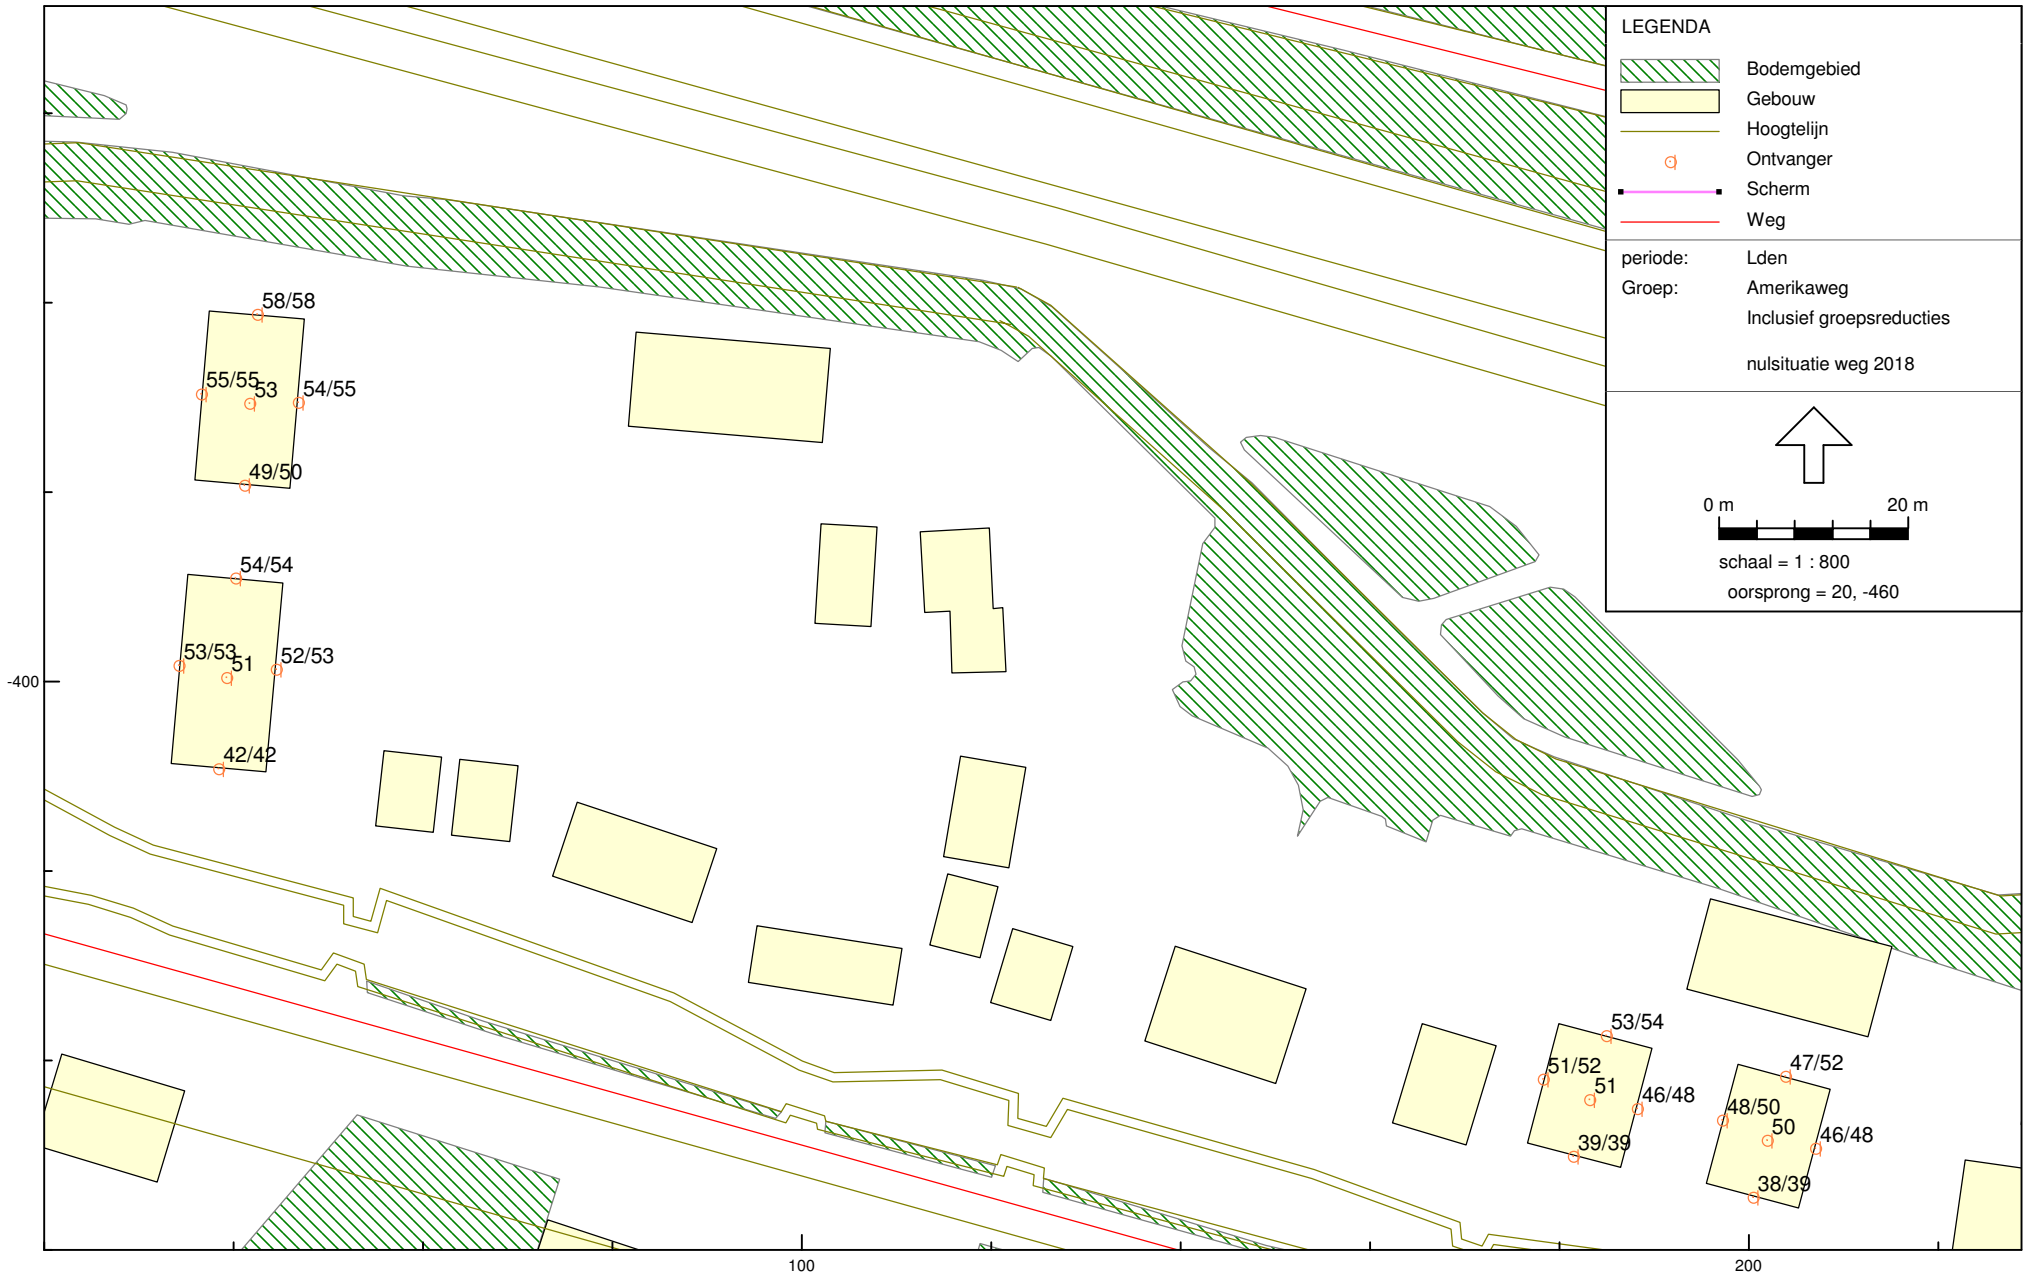 LEGENDA
Bodemgebied
Gebouw
Hoogtelijn
Ontvanger
Scherm
Weg
periode: Lden
Groep: Amerikaweg
Inclusief groepsreducties
nulsituatie weg 2018
0 m 20 m
schaal = 1 : 800
oorsprong = 20, -460
58/58
55/55 53 54/55
49/50
54/54
53/53 51 52/53
-400
42/42
53/54
47/52
51/52 51 46/48
48/50 50 46/48
39/39
38/39
100 200